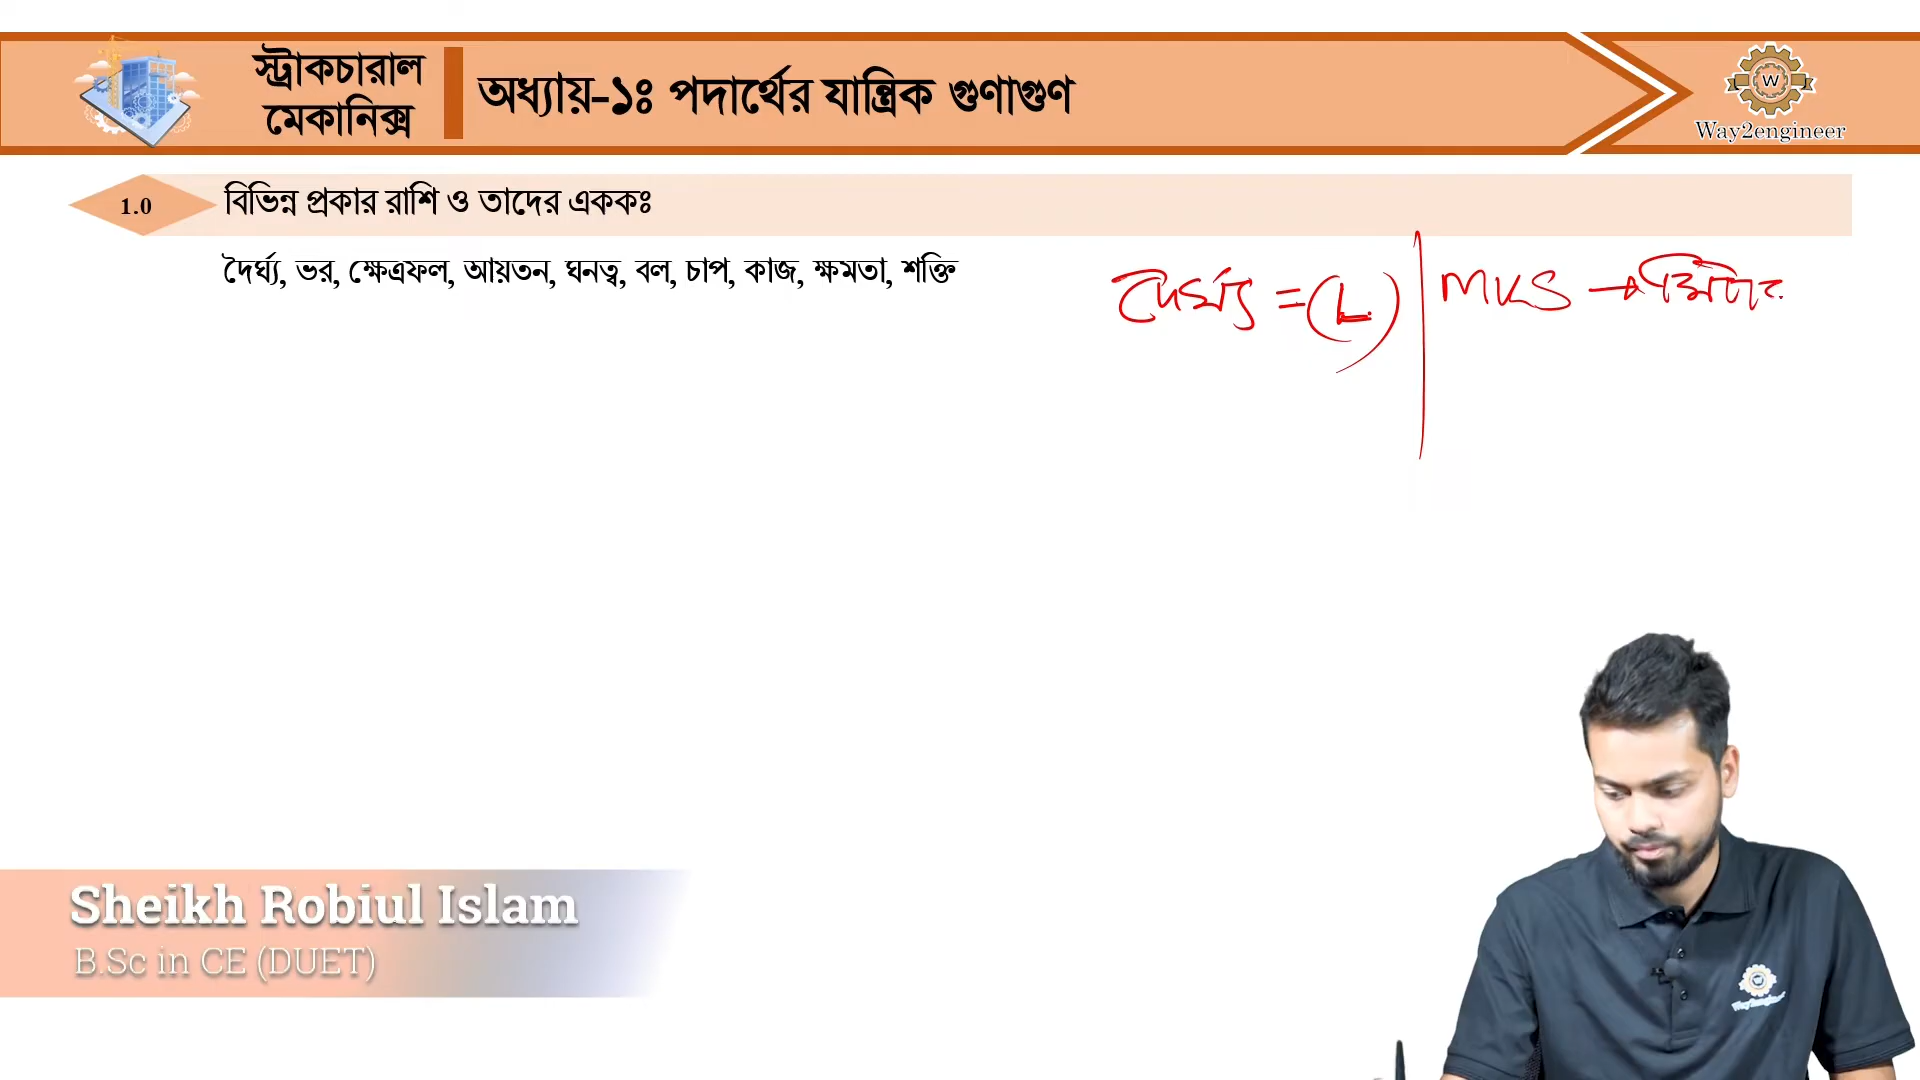 স্ট্রাকচারাল
মেকানিক্স
অধ্যায়-১ঃ পদার্থের যান্ত্রিক গুণাগুণ
W
Way2engineer
1.0
বিভিন্ন প্রকার রাশি ও তাদের এককঃ
দৈর্ঘ্য, ভর, ক্ষেত্রফল, আয়তন, ঘনত্ব, বল, চাপ, কাজ, ক্ষমতা, শক্তি
দৈর্ঘ্য = (L) | MKS → মিটার
Sheikh Robiul Islam
B.Sc in CE (DUET)
Way2engineer